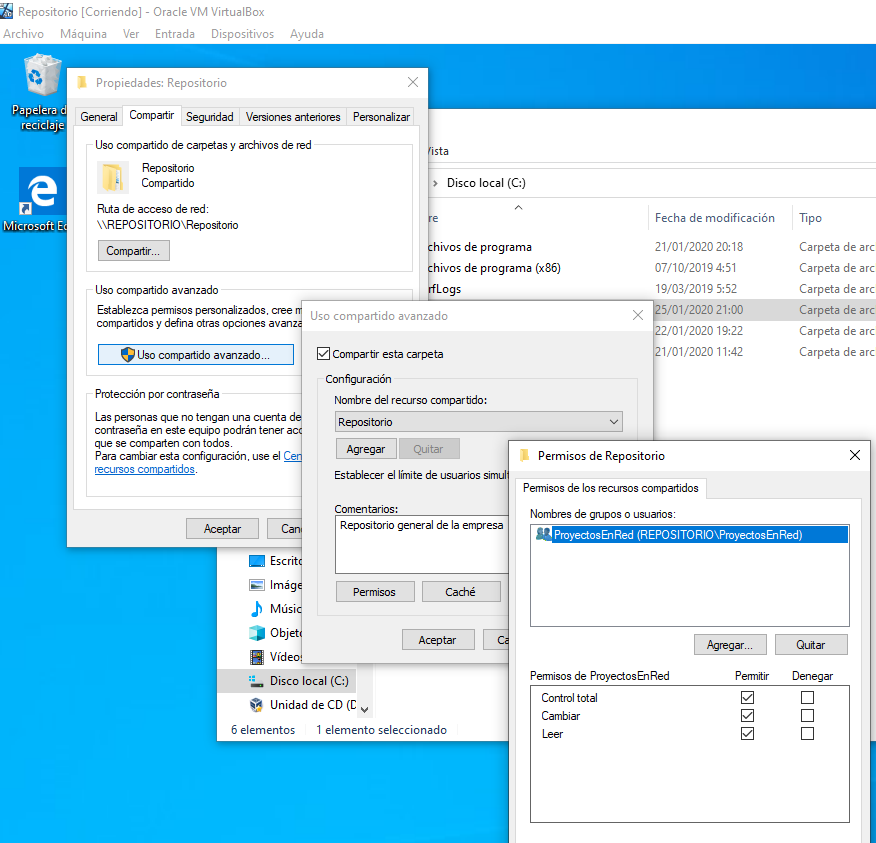 Repositorio [Corriendo] - Oracle VM VirtualBox
Archivo Máquina Ver Entrada Dispositivos Ayuda
Papelera d
reciclaje
Microsoft Ed
Propiedades: Repositorio
General Compartir Seguridad Versiones anteriores Personalizar
Uso compartido de carpetas y archivos de red
Repositorio
Compartido
Ruta de acceso de red:
\\REPOSITORIO\Repositorio
Compartir...
Uso compartido avanzado
Establezca permisos personalizados, cree m
compartidos y defina otras opciones avanza
Uso compartido avanzado...
Protección por contraseña
Las personas que no tengan una cuenta de
contraseña en este equipo podrán tener acc
que se comparten con todos.
Para cambiar esta configuración, use el Cen
recursos compartidos.
Aceptar Canc
Vista
Disco local (C:)
re Fecha de modificación Tipo
chivos de programa 21/01/2020 20:18 Carpeta de arc
chivos de programa (x86) 07/10/2019 4:51 Carpeta de arc
rfLogs 19/03/2019 5:52 Carpeta de arc
25/01/2020 21:00 Carpeta de arc
22/01/2020 19:22 Carpeta de arc
21/01/2020 11:42 Carpeta de arc
Uso compartido avanzado
Compartir esta carpeta
Configuración
Nombre del recurso compartido:
Repositorio
Agregar Quitar
Establecer el límite de usuarios simult
Comentarios:
Repositorio general de la empresa
Permisos Caché
Aceptar Ca
Escrito
Imáge
Músic
Objeto
Vídeos
Disco local (C:)
Unidad de CD (D
6 elementos 1 elemento seleccionado
Permisos de Repositorio
Permisos de los recursos compartidos
Nombres de grupos o usuarios:
ProyectosEnRed (REPOSITORIO\ProyectosEnRed)
Agregar... Quitar
Permisos de ProyectosEnRed Permitir Denegar
Control total
Cambiar
Leer